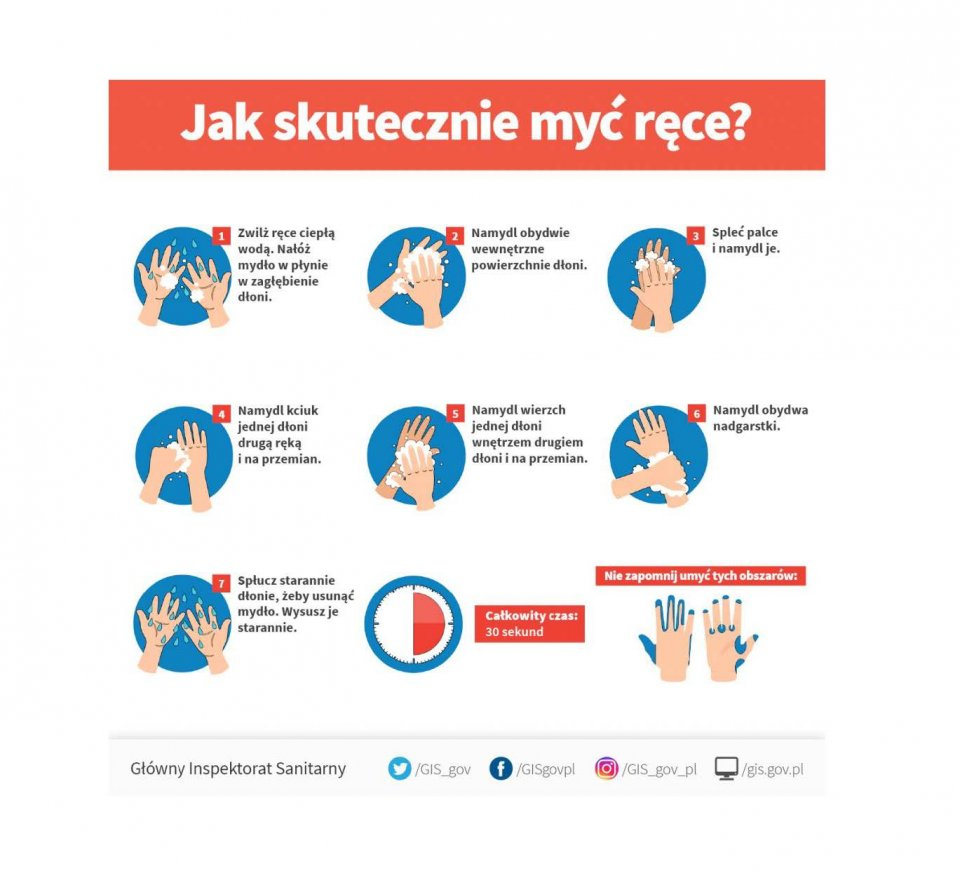 Jak skutecznie myć ręce?
1
Zwilż ręce ciepłą
wodą. Nałóż
mydło w płynie
w zagłębienie
dłoni.
2
Namydl obydwie
wewnętrzne
powierzchnie dłoni.
3
Spleć palce
i namydl je.
4
Namydl kciuk
jednej dłoni
drugą ręką
i na przemian.
5
Namydl wierzch
jednej dłoni
wnętrzem drugiem
dłoni i na przemian.
6
Namydl obydwa
nadgarstki.
7
Spłucz starannie
dłonie, żeby usunąć
mydło. Wysusz je
starannie.
Całkowity czas:
30 sekund
Nie zapomnij umyć tych obszarów:
Główny Inspektorat Sanitarny
/GIS_gov
/GISgovpl
/GIS_gov_pl
/gis.gov.pl